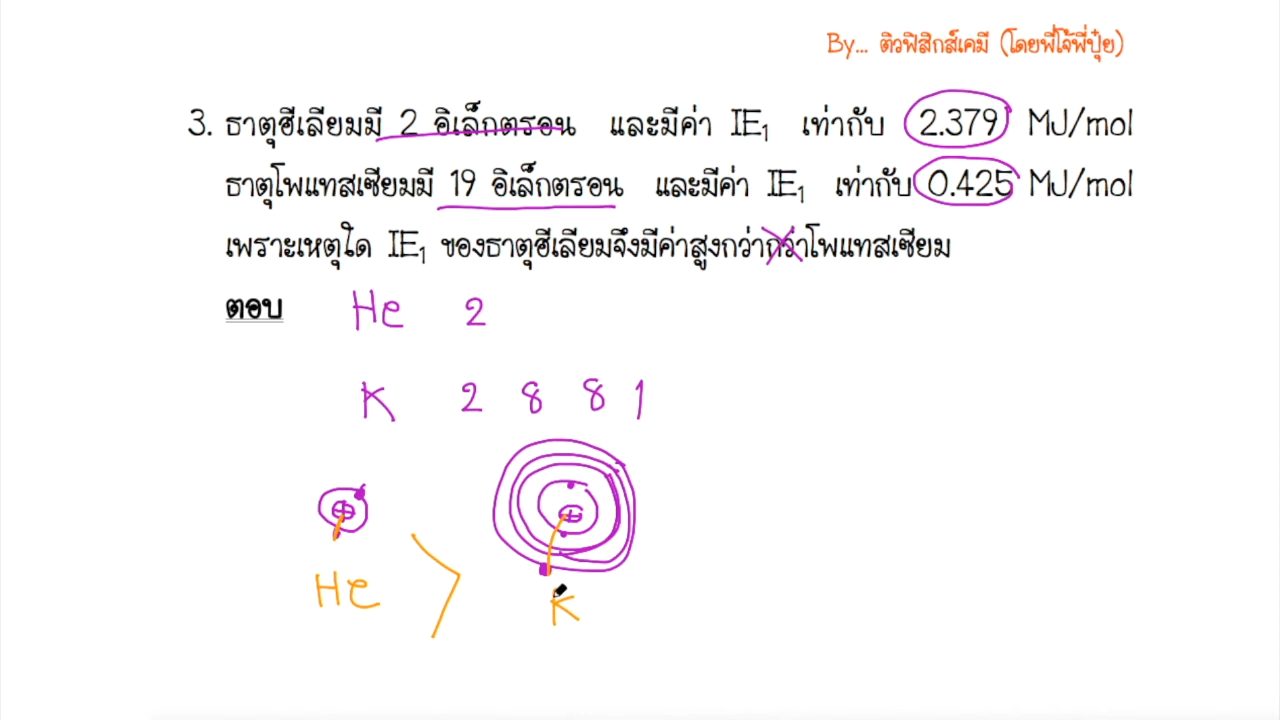 By... ติวฟิสิกส์เคมี (โดยพี่โจ้พี่ปุ๋ย)
3. ธาตุฮีเลียมมี 2 อิเล็กตรอน และมีค่า IE₁ เท่ากับ 2.379 MJ/mol
ธาตุโพแทสเซียมมี 19 อิเล็กตรอน และมีค่า IE₁ เท่ากับ 0.425 MJ/mol
เพราะเหตุใด IE₁ ของธาตุฮีเลียมจึงมีค่าสูงกว่ากว่าโพแทสเซียม
ตอบ He 2
K 2 8 8 1
He > K